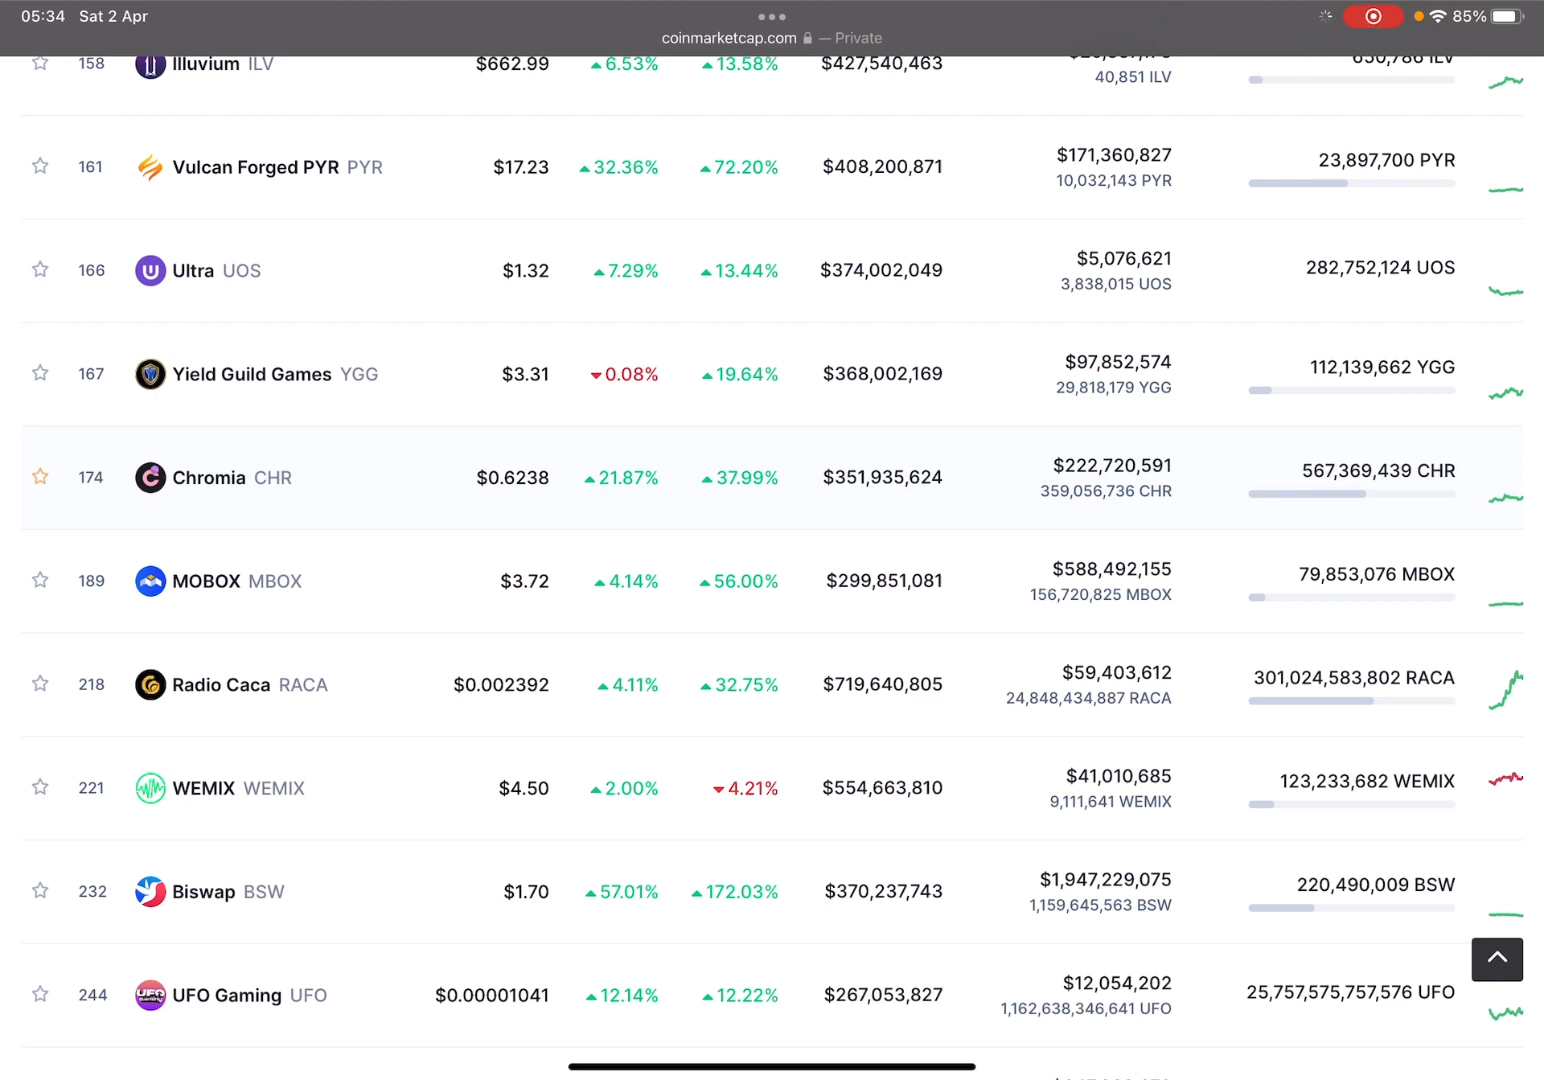 05:34 Sat 2 Apr
85%
coinmarketcap.com — Private
158 Illuvium ILV $662.99 6.53% 13.58% $427,540,463
40,851 ILV
650,786 ILV
161 Vulcan Forged PYR PYR $17.23 32.36% 72.20% $408,200,871 $171,360,827 23,897,700 PYR
10,032,143 PYR
166 Ultra UOS $1.32 7.29% 13.44% $374,002,049 $5,076,621 282,752,124 UOS
3,838,015 UOS
167 Yield Guild Games YGG $3.31 0.08% 19.64% $368,002,169 $97,852,574 112,139,662 YGG
29,818,179 YGG
174 Chromia CHR $0.6238 21.87% 37.99% $351,935,624 $222,720,591 567,369,439 CHR
359,056,736 CHR
189 MOBOX MBOX $3.72 4.14% 56.00% $299,851,081 $588,492,155 79,853,076 MBOX
156,720,825 MBOX
218 Radio Caca RACA $0.002392 4.11% 32.75% $719,640,805 $59,403,612 301,024,583,802 RACA
24,848,434,887 RACA
221 WEMIX WEMIX $4.50 2.00% 4.21% $554,663,810 $41,010,685 123,233,682 WEMIX
9,111,641 WEMIX
232 Biswap BSW $1.70 57.01% 172.03% $370,237,743 $1,947,229,075 220,490,009 BSW
1,159,645,563 BSW
244 UFO Gaming UFO $0.00001041 12.14% 12.22% $267,053,827 $12,054,202 25,757,575,757,576 UFO
1,162,638,346,641 UFO